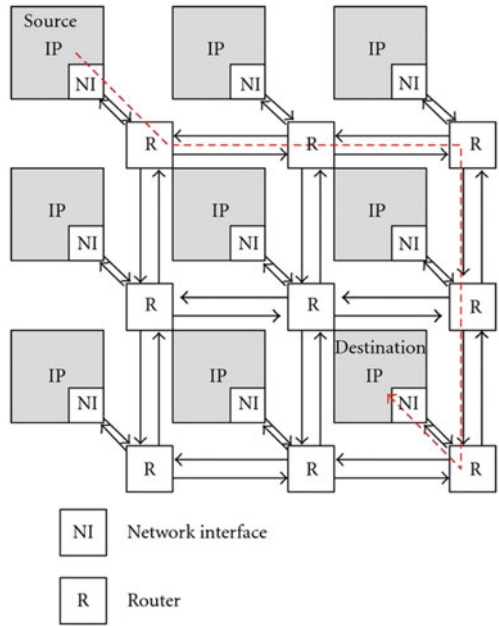 Source
IP IP IP
NI NI NI
R R R
IP IP IP
NI NI NI
R R R
Destination
IP IP IP
NI NI NI
R R R
NI Network interface
R Router